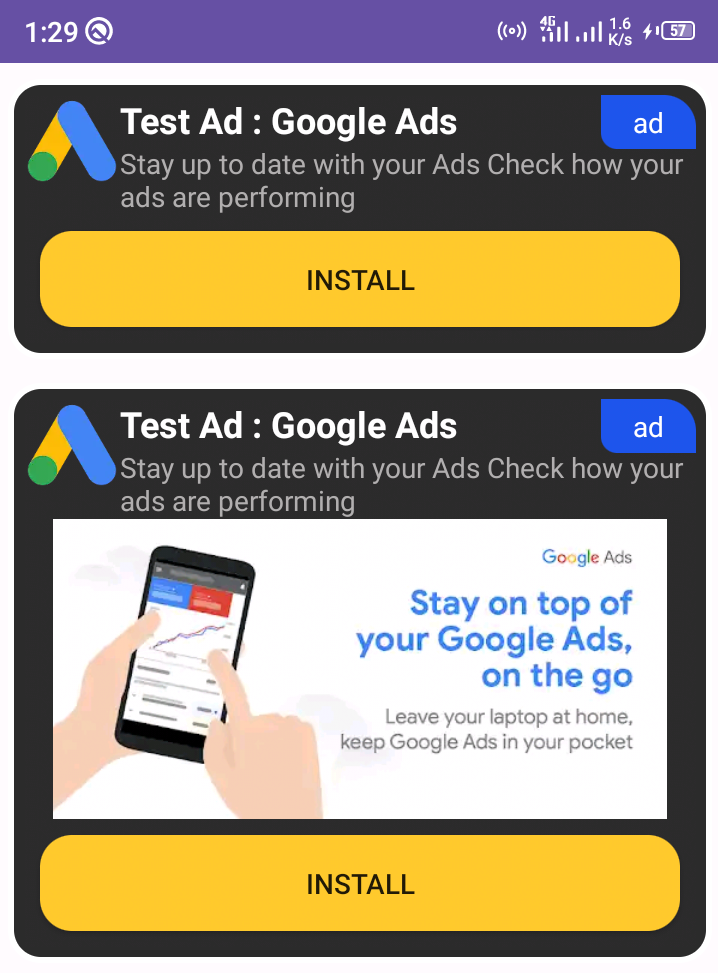 1:29
4G
1.6
K/s
57
Test Ad : Google Ads
ad
Stay up to date with your Ads Check how your
ads are performing
INSTALL
Test Ad : Google Ads
ad
Stay up to date with your Ads Check how your
ads are performing
Google Ads
Stay on top of
your Google Ads,
on the go
Leave your laptop at home,
keep Google Ads in your pocket
INSTALL